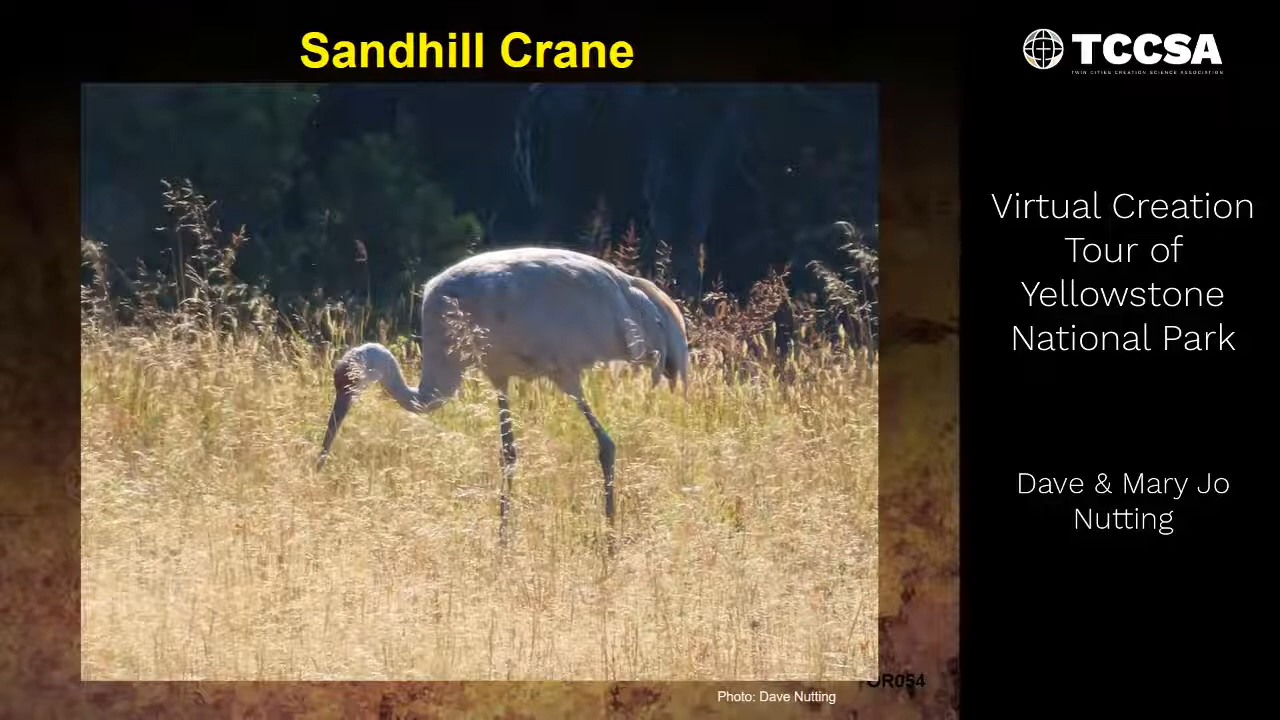 Sandhill Crane
TCCSA
TWIN CITIES CREATION SCIENCE ASSOCIATION
Virtual Creation
Tour of
Yellowstone
National Park
Dave & Mary Jo
Nutting
Photo: Dave Nutting